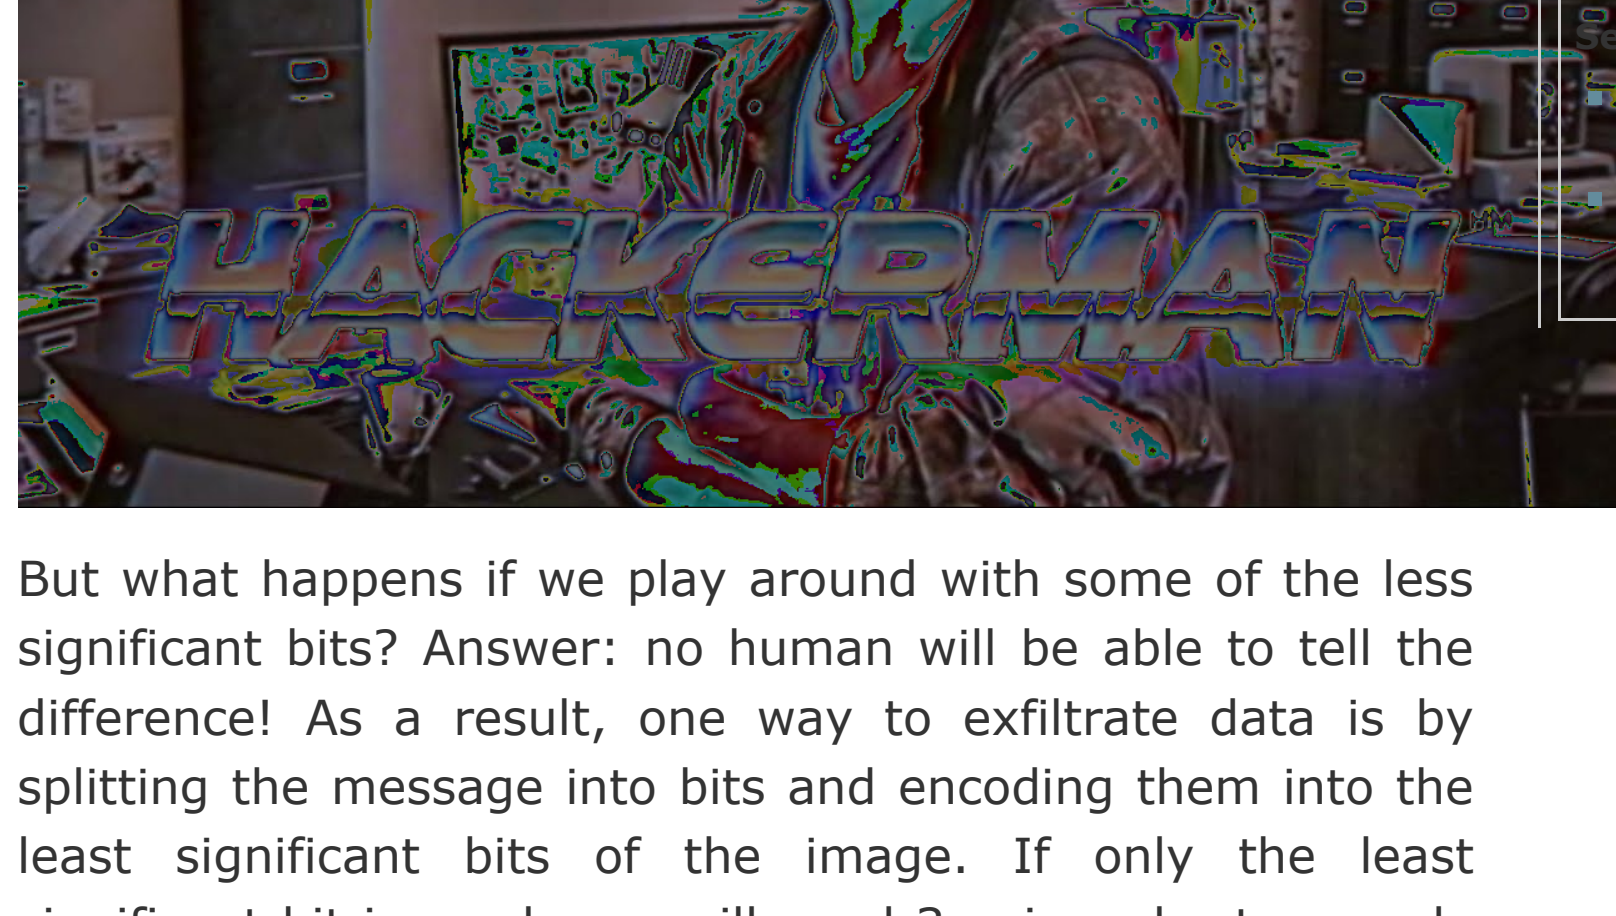 Se
HACKERMAN
But what happens if we play around with some of the less
significant bits? Answer: no human will be able to tell the
difference! As a result, one way to exfiltrate data is by
splitting the message into bits and encoding them into the
least significant bits of the image. If only the least